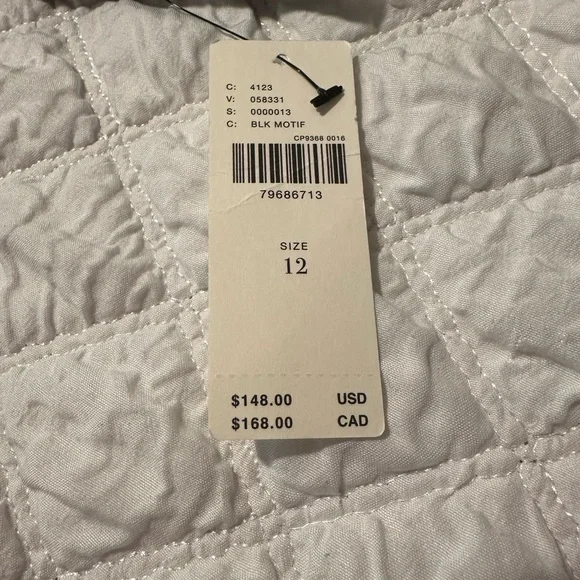 C: 4123
V: 058331
S: 0000013
C: BLK MOTIF
CP9368 0016
79686713
SIZE
12
$148.00 USD
$168.00 CAD